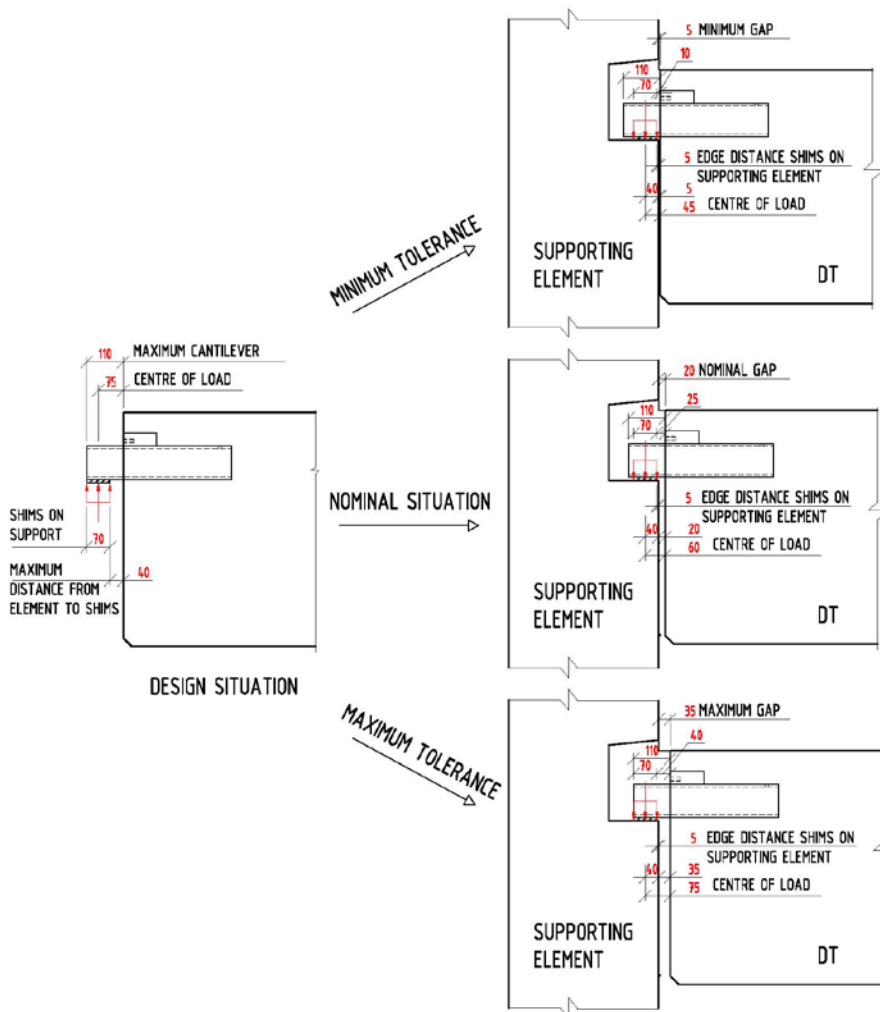 5 MINIMUM GAP
10
110
70
5 EDGE DISTANCE SHIMS ON
SUPPORTING ELEMENT
40 5
45 CENTRE OF LOAD
SUPPORTING
ELEMENT
DT
MINIMUM TOLERANCE
110 MAXIMUM CANTILEVER
75 CENTRE OF LOAD
SHIMS ON
SUPPORT
70
MAXIMUM 40
DISTANCE FROM
ELEMENT TO SHIMS
DESIGN SITUATION
NOMINAL SITUATION
20 NOMINAL GAP
25
110
70
5 EDGE DISTANCE SHIMS ON
SUPPORTING ELEMENT
40 20
60 CENTRE OF LOAD
SUPPORTING
ELEMENT
DT
MAXIMUM TOLERANCE
35 MAXIMUM GAP
40
110
70
5 EDGE DISTANCE SHIMS ON
SUPPORTING ELEMENT
40 35
75 CENTRE OF LOAD
SUPPORTING
ELEMENT
DT